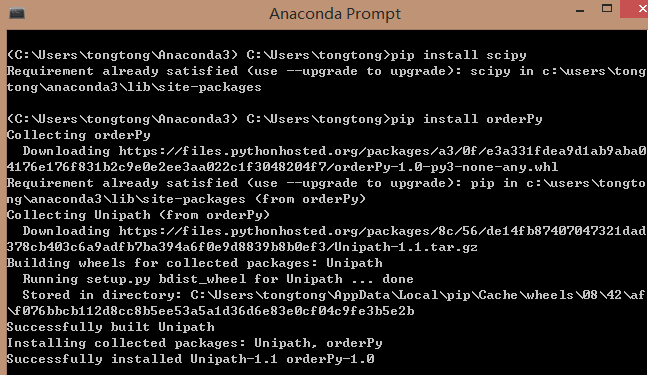 Anaconda Prompt
(C:\Users\tongtong\Anaconda3) C:\Users\tongtong>pip install scipy
Requirement already satisfied (use --upgrade to upgrade): scipy in c:\users\tong
tong\anaconda3\lib\site-packages
(C:\Users\tongtong\Anaconda3) C:\Users\tongtong>pip install orderPy
Collecting orderPy
Downloading https://files.pythonhosted.org/packages/a3/0f/e3a331fdea9d1ab9aba0
4176e176f831b2c9e0e2ee3aa022c1f3048204f7/orderPy-1.0-py3-none-any.whl
Requirement already satisfied (use --upgrade to upgrade): pip in c:\users\tongto
ng\anaconda3\lib\site-packages (from orderPy)
Collecting Unipath (from orderPy)
Downloading https://files.pythonhosted.org/packages/8c/56/de14fb87407047321dad
378cb403c6a9adfb7ba394a6f0e9d8839b8b0ef3/Unipath-1.1.tar.gz
Building wheels for collected packages: Unipath
Running setup.py bdist_wheel for Unipath ... done
Stored in directory: C:\Users\tongtong\AppData\Local\pip\Cache\wheels\08\42\af
\f076bbcb112d8cc8b5ee53a5a1d36d6e83e0cf04c9fe3b5e2b
Successfully built Unipath
Installing collected packages: Unipath, orderPy
Successfully installed Unipath-1.1 orderPy-1.0